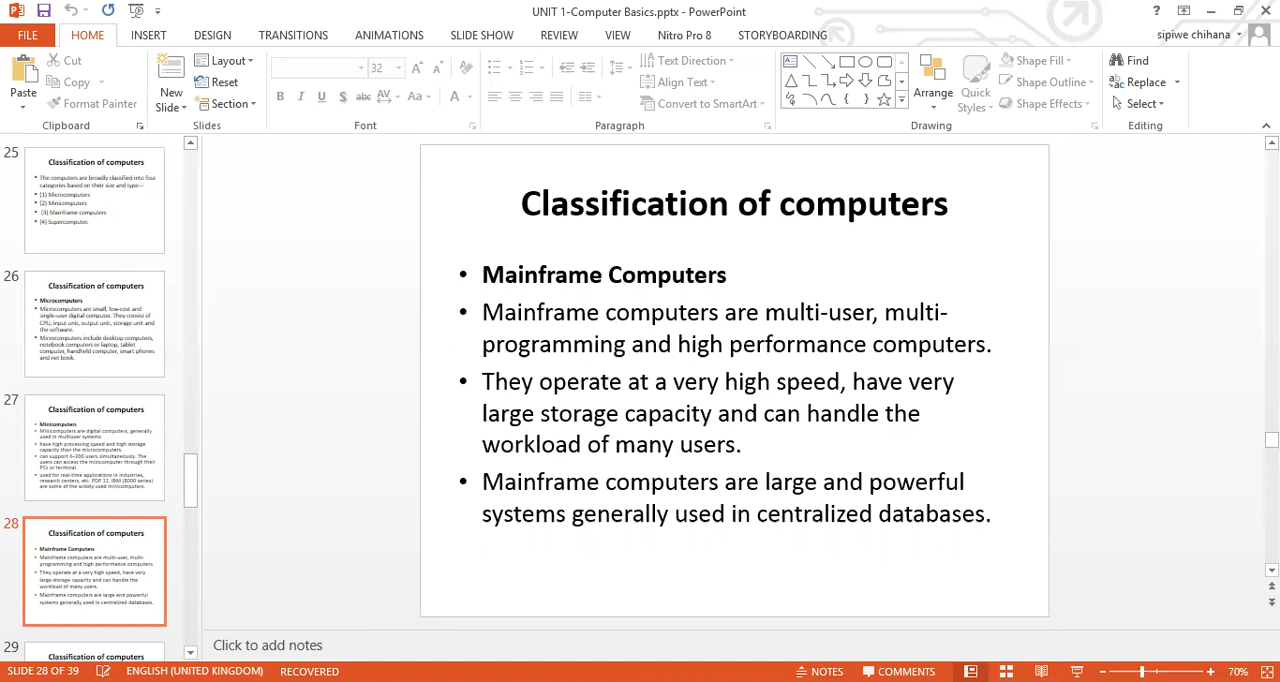 UNIT 1-Computer Basics.pptx - PowerPoint
?
FILE HOME INSERT DESIGN TRANSITIONS ANIMATIONS SLIDE SHOW REVIEW VIEW Nitro Pro 8 STORYBOARDING
sipiwe chihana
Paste
Cut
Copy
Format Painter
Clipboard
New
Slide
Layout
Reset
Section
Slides
32
B I U S abc AV Aa A
Font
Text Direction
Align Text
Convert to SmartArt
Paragraph
Arrange
Quick
Styles
Shape Fill
Shape Outline
Shape Effects
Drawing
Find
Replace
Select
Editing
25
Classification of computers
• The computers are broadly classified into four
categories based on their size and type—
• (1) Microcomputers
• (2) Minicomputers
• (3) Mainframe computers
• (4) Supercomputer.
26
Classification of computers
• Microcomputers
• Microcomputers are small, low-cost and
single-user digital computer. They consist of
CPU, input unit, output unit, storage unit and
the software.
• Microcomputers include desktop computers,
notebook computers or laptop, tablet
computer, handheld computer, smart phones
and net book.
27
Classification of computers
• Minicomputers
• Minicomputers are digital computers, generally
used in multiuser systems.
• have high processing speed and high storage
capacity than the microcomputers.
• can support 4–200 users simultaneously. The
users can access the minicomputer through their
PCs or terminal.
• used for real-time applications in industries,
research centers, etc. PDP 11, IBM (8000 series)
are some of the widely used minicomputers.
28
Classification of computers
• Mainframe Computers
• Mainframe computers are multi-user, multi-
programming and high performance computers.
• They operate at a very high speed, have very
large storage capacity and can handle the
workload of many users.
• Mainframe computers are large and powerful
systems generally used in centralized databases.
29
Classification of computers
Classification of computers
• Mainframe Computers
• Mainframe computers are multi-user, multi-
programming and high performance computers.
• They operate at a very high speed, have very
large storage capacity and can handle the
workload of many users.
• Mainframe computers are large and powerful
systems generally used in centralized databases.
Click to add notes
SLIDE 28 OF 39 ENGLISH (UNITED KINGDOM) RECOVERED NOTES COMMENTS 70%